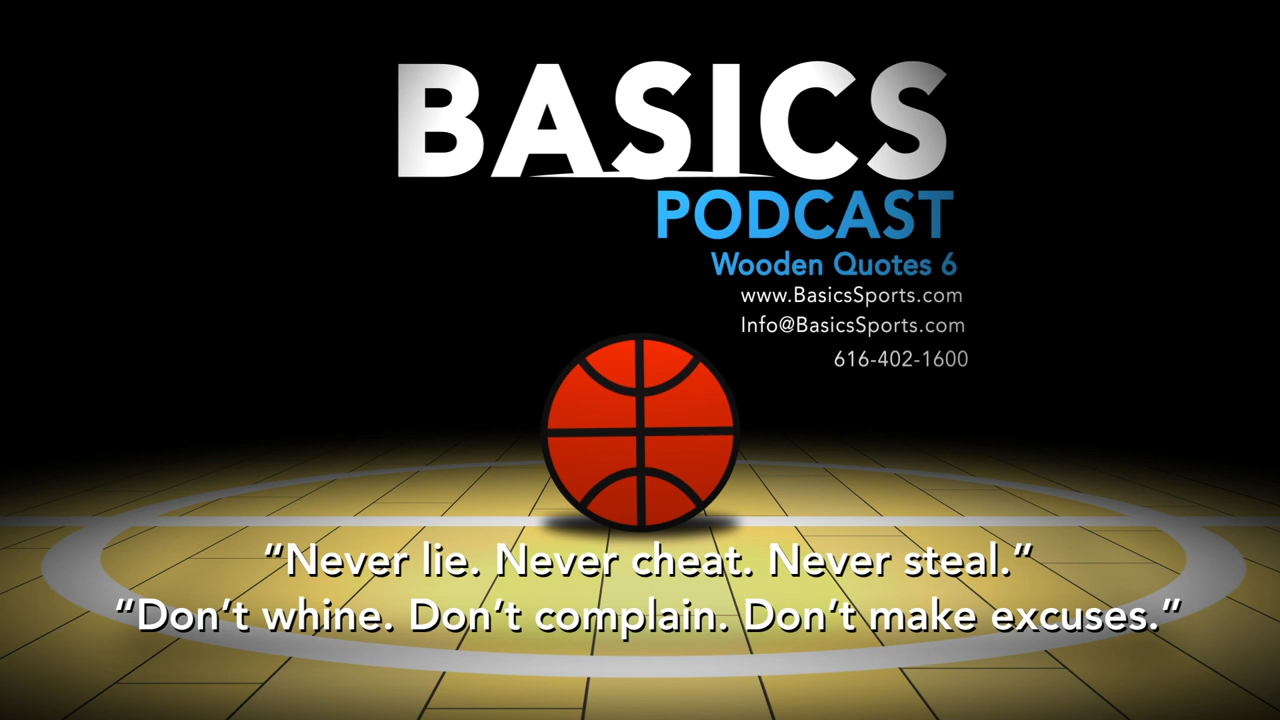 BASICS
PODCAST
Wooden Quotes 6
www.BasicsSports.com
Info@BasicsSports.com
616-402-1600
“Never lie. Never cheat. Never steal.”
“Don’t whine. Don’t complain. Don’t make excuses.”